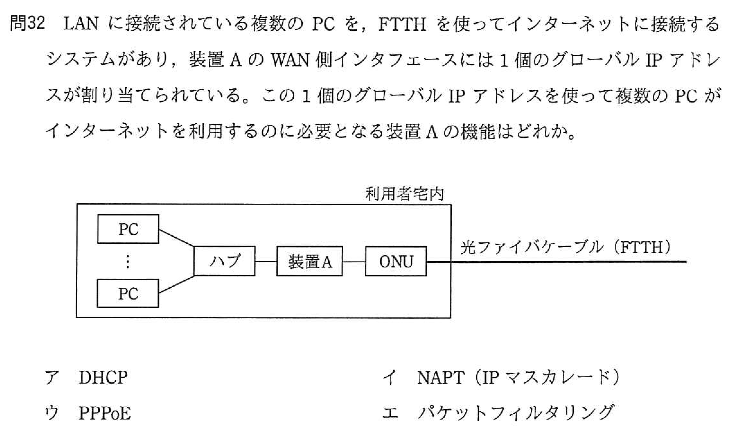 問32 LAN に接続されている複数の PC を，FTTH を使ってインターネットに接続する
システムがあり，装置 A の WAN 側インタフェースには 1 個のグローバル IP アドレ
スが割り当てられている。この 1 個のグローバル IP アドレスを使って複数の PC が
インターネットを利用するのに必要となる装置 A の機能はどれか。
利用者宅内
PC
⋮
PC
ハブ
装置A
ONU
光ファイバケーブル（FTTH）
ア DHCP
イ NAPT（IP マスカレード）
ウ PPPoE
エ パケットフィルタリング